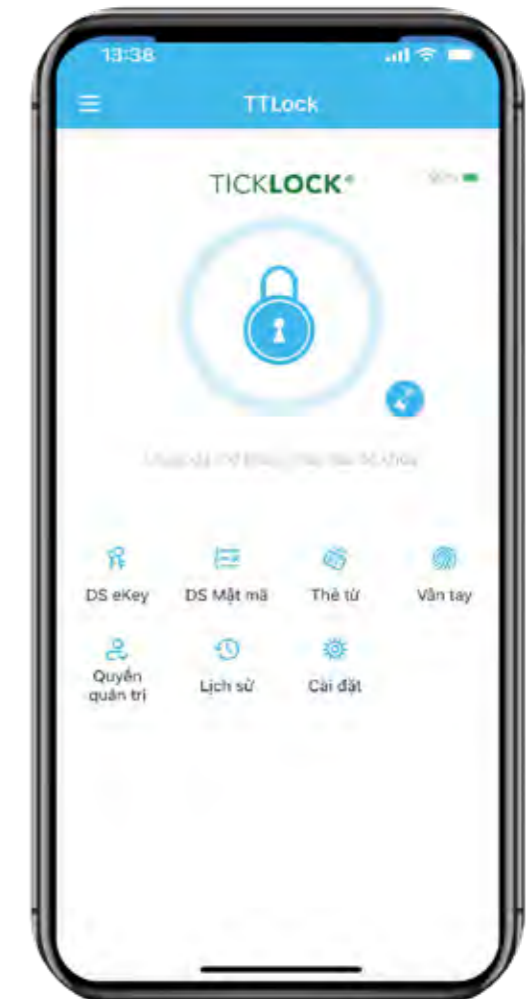 13:38
TTLock
TICKLOCK
DS eKey
DS Mật mã
Thẻ từ
Vân tay
Quyền
quản trị
Lịch sử
Cài đặt